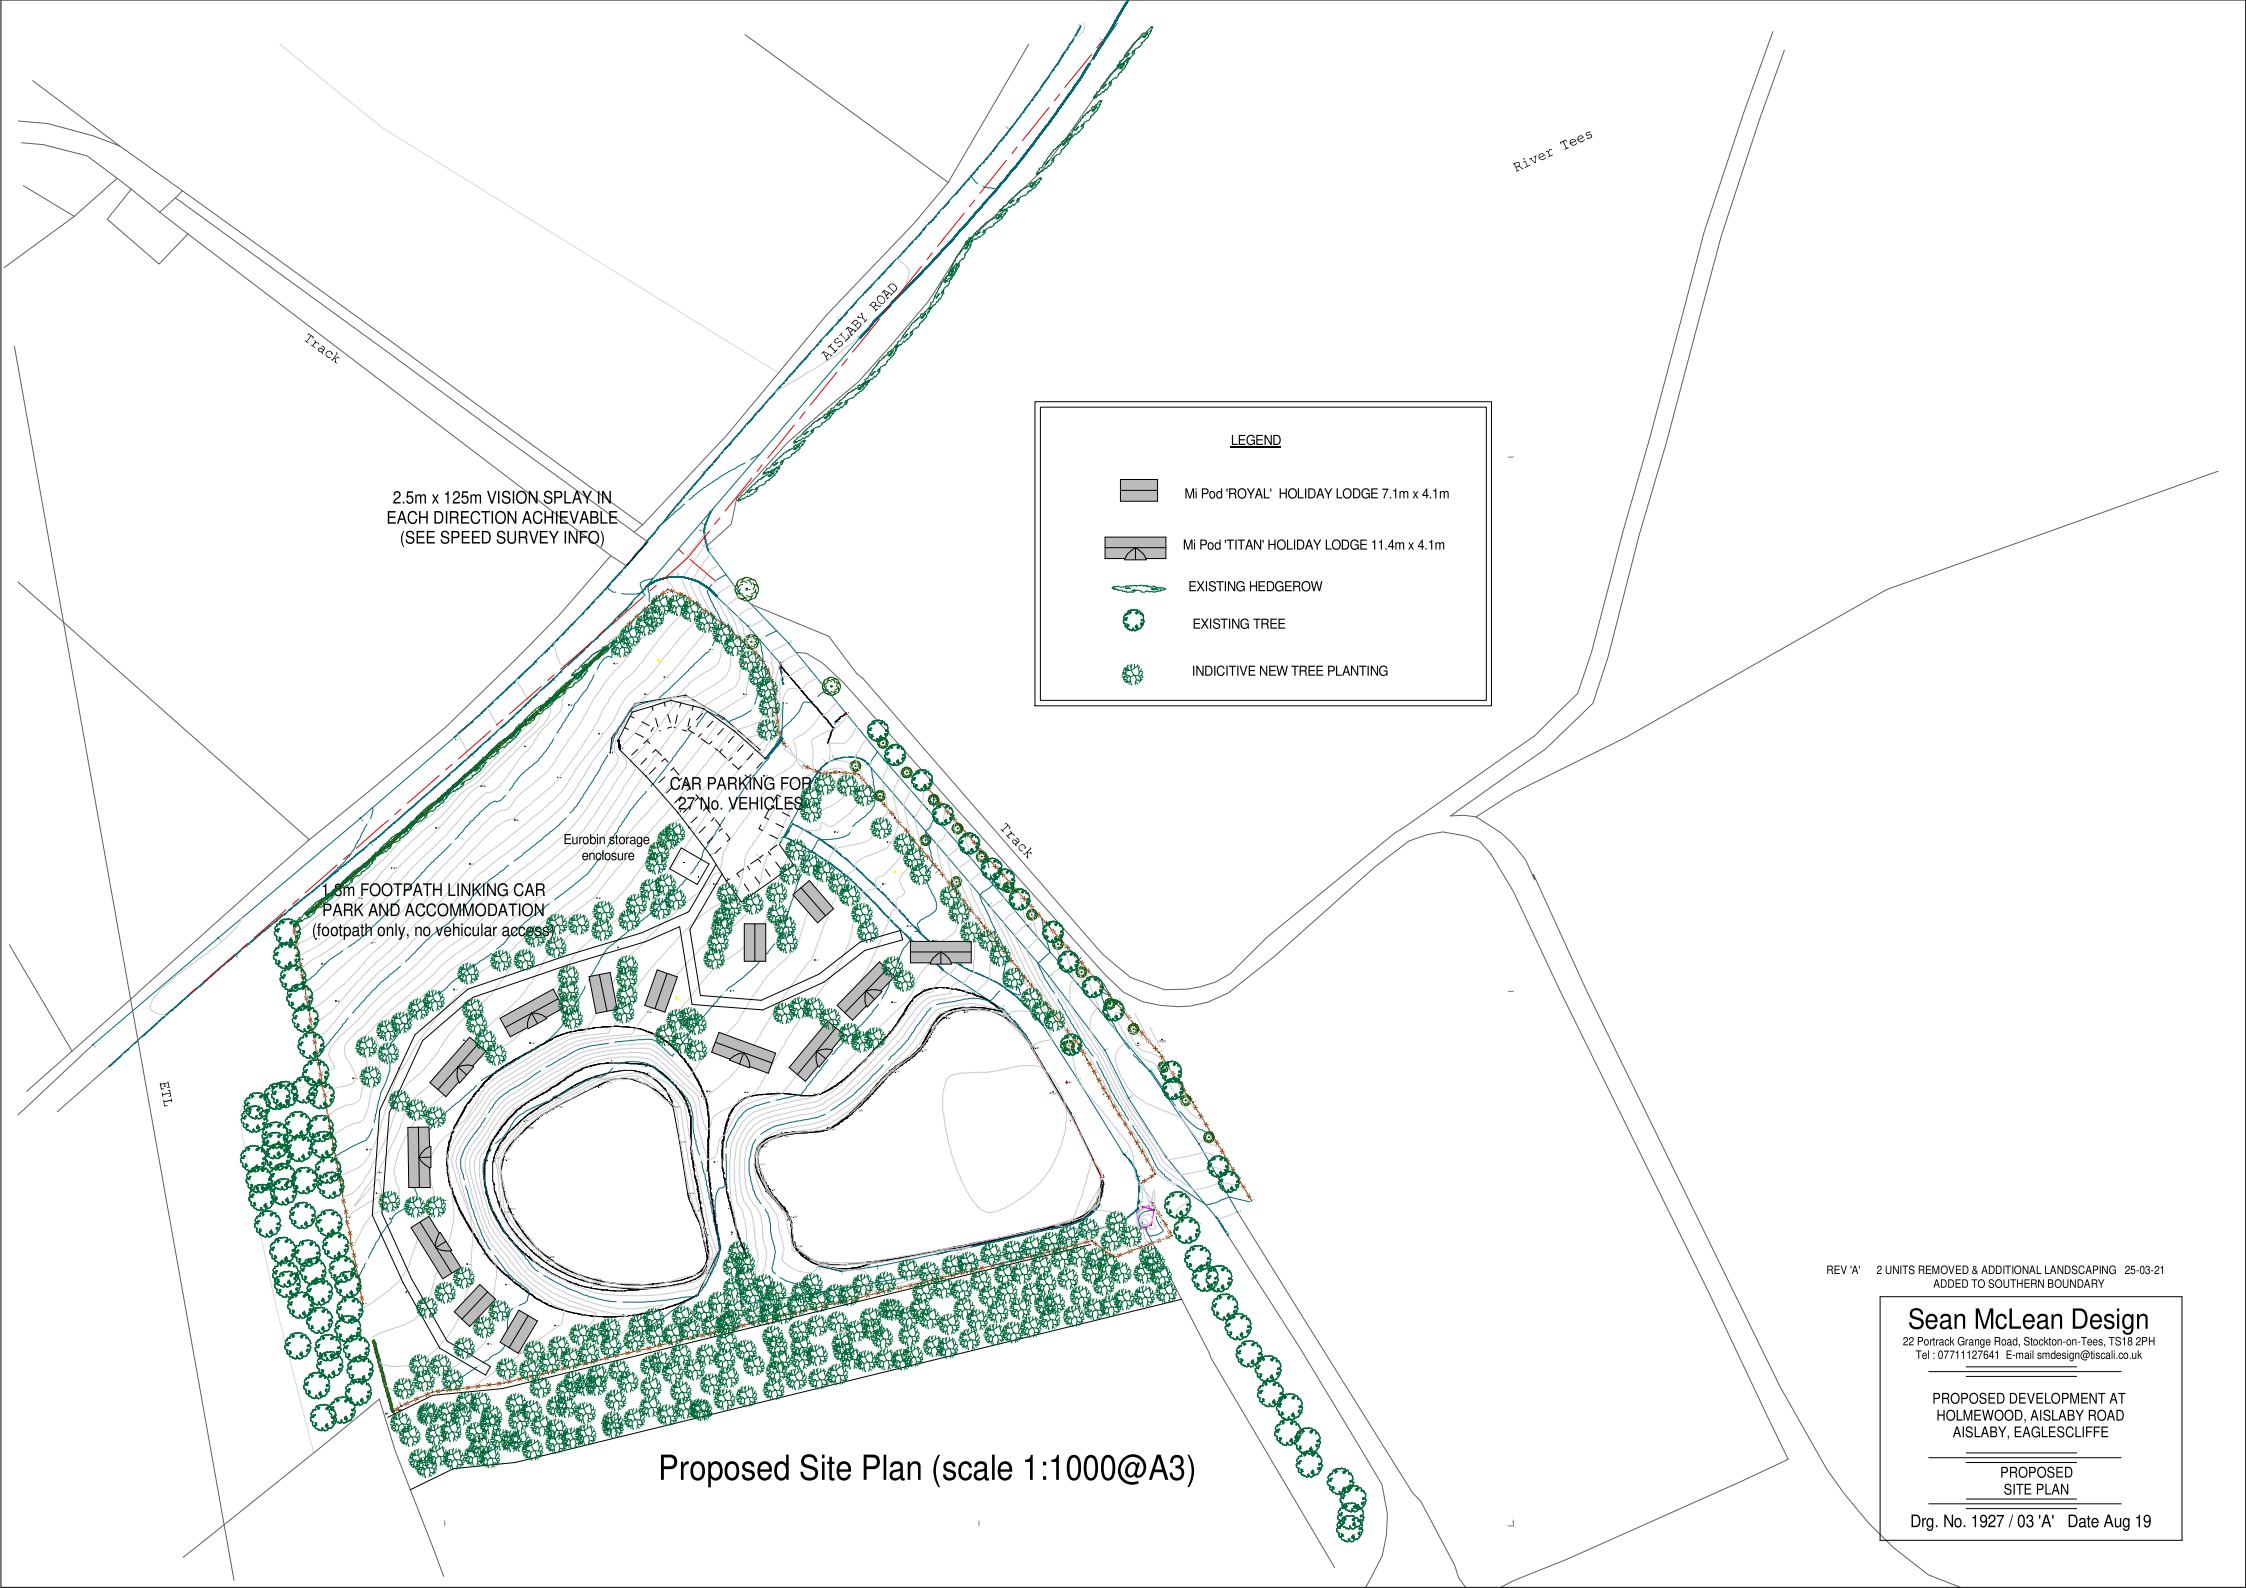 River Tees
AISLABY ROAD
Track
2.5m x 125m VISION SPLAY IN
EACH DIRECTION ACHIEVABLE
(SEE SPEED SURVEY INFO)
LEGEND
Mi Pod 'ROYAL' HOLIDAY LODGE 7.1m x 4.1m
Mi Pod 'TITAN' HOLIDAY LODGE 11.4m x 4.1m
EXISTING HEDGEROW
EXISTING TREE
INDICITIVE NEW TREE PLANTING
CAR PARKING FOR
27 No. VEHICLES
Eurobin storage
enclosure
Track
1.8m FOOTPATH LINKING CAR
PARK AND ACCOMMODATION
(footpath only, no vehicular access)
ETL
Proposed Site Plan (scale 1:1000@A3)
REV 'A' 2 UNITS REMOVED & ADDITIONAL LANDSCAPING 25-03-21
ADDED TO SOUTHERN BOUNDARY
Sean McLean Design
22 Portrack Grange Road, Stockton-on-Tees, TS18 2PH
Tel : 07711127641 E-mail smdesign@tiscali.co.uk
PROPOSED DEVELOPMENT AT
HOLMEWOOD, AISLABY ROAD
AISLABY, EAGLESCLIFFE
PROPOSED
SITE PLAN
Drg. No. 1927 / 03 'A' Date Aug 19